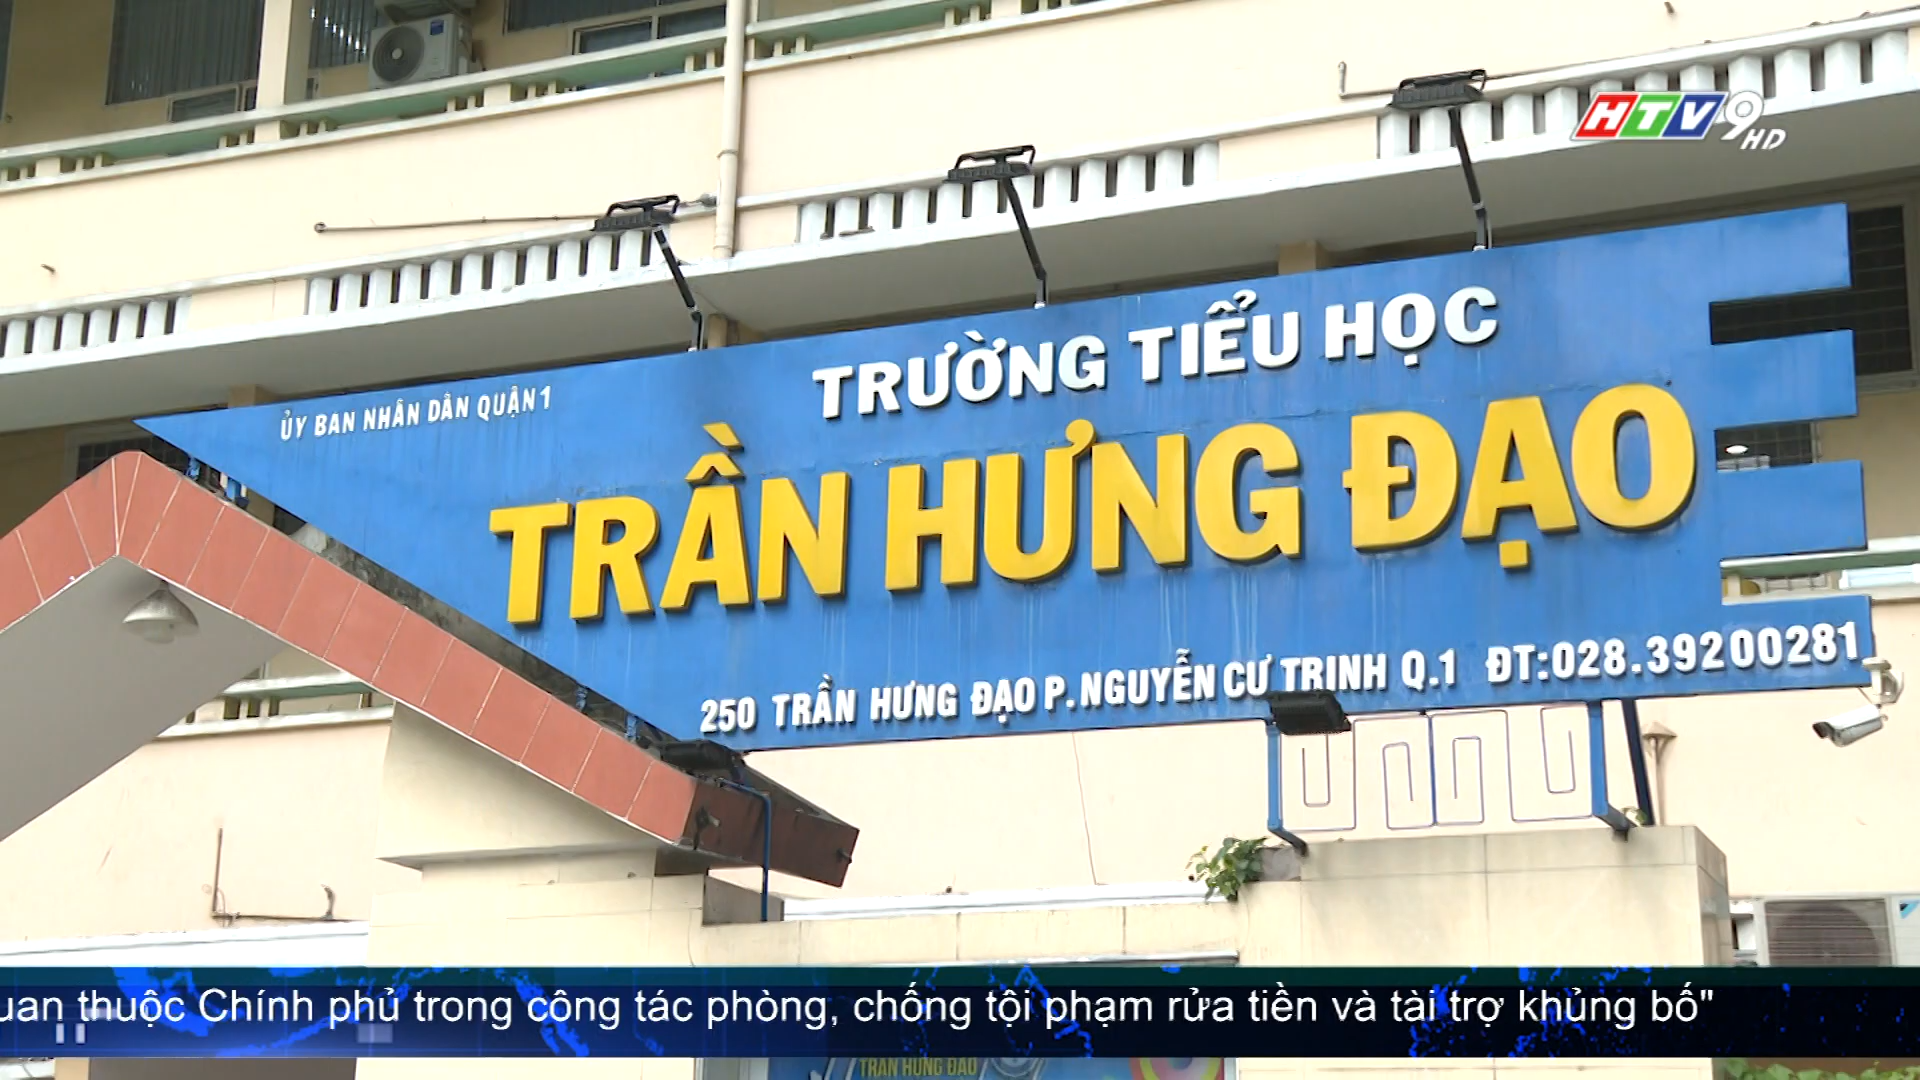 HTV9 HD
ỦY BAN NHÂN DÂN QUẬN 1
TRƯỜNG TIỂU HỌC
TRẦN HƯNG ĐẠO
250 TRẦN HƯNG ĐẠO P.NGUYỄN CƯ TRINH Q.1 ĐT:028.39200281
thuộc Chính phủ trong công tác phòng, chống tội phạm rửa tiền và tài trợ khủng bố"
TRẦN HƯNG ĐẠO